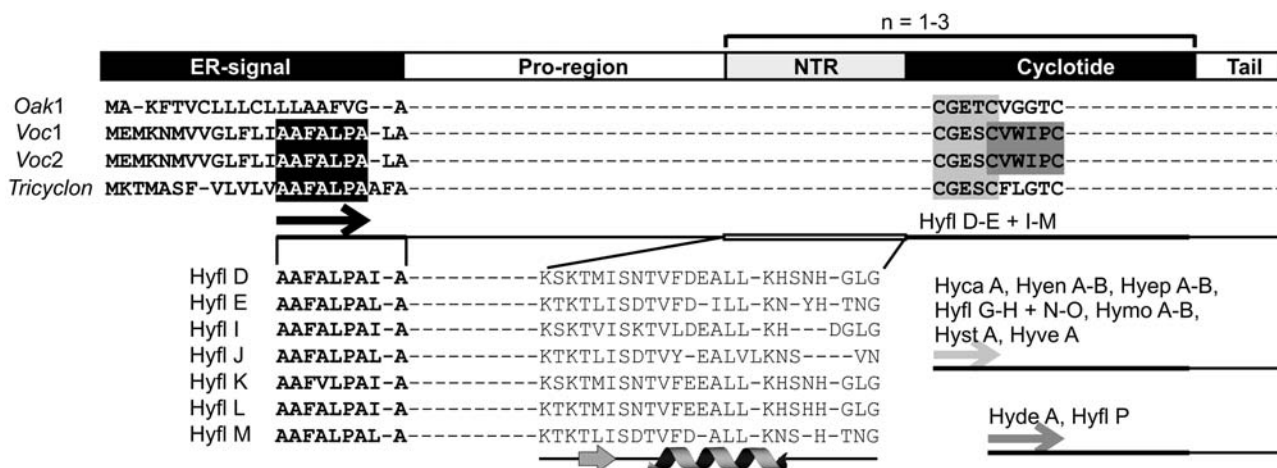 n = 1-3
ER-signal Pro-region NTR Cyclotide Tail
Oak1 MA-KFTVCLLLCLLLAAFVG--A-----------------------------------------CGETCVGGTC-----------------
Voc1 MEMKNMVVGLFLIAAFALPA-LA-----------------------------------------CGESCVWIPC-----------------
Voc2 MEMKNMVVGLFLIAAFALPA-LA-----------------------------------------CGESCVWIPC-----------------
Tricyclon MKTMASF-VLVLVAAFALPAAFA-----------------------------------------CGESCFLGTC-----------------
Hyfl D-E + I-M
Hyfl D AAFALPAI-A----------KSKTMISNTVFDEALL-KHSNH-GLG
Hyfl E AAFALPAI-A----------KSKTMISNTVFD-ILL-KN-YH-TNG
Hyfl I AAFALPAI-A----------KSKTVISKTVLDEALL-KH---DGLG
Hyfl J AAFALPAL-A----------KTKTLISDTVY-EALVLKNS----VN
Hyfl K AAFVLPAI-A----------KSKTMISNTVFEEALL-KHSNH-GLG
Hyfl L AAFALPAI-A----------KTKTMISNTVFEEALL-KHSHH-GLG
Hyfl M AAFALPAL-A----------KTKTLISDTVFD-ALL-KNS-H-TNG
Hyca A, Hyen A-B, Hyep A-B,
Hyfl G-H + N-O, Hymo A-B,
Hyst A, Hyve A
Hyde A, Hyfl P